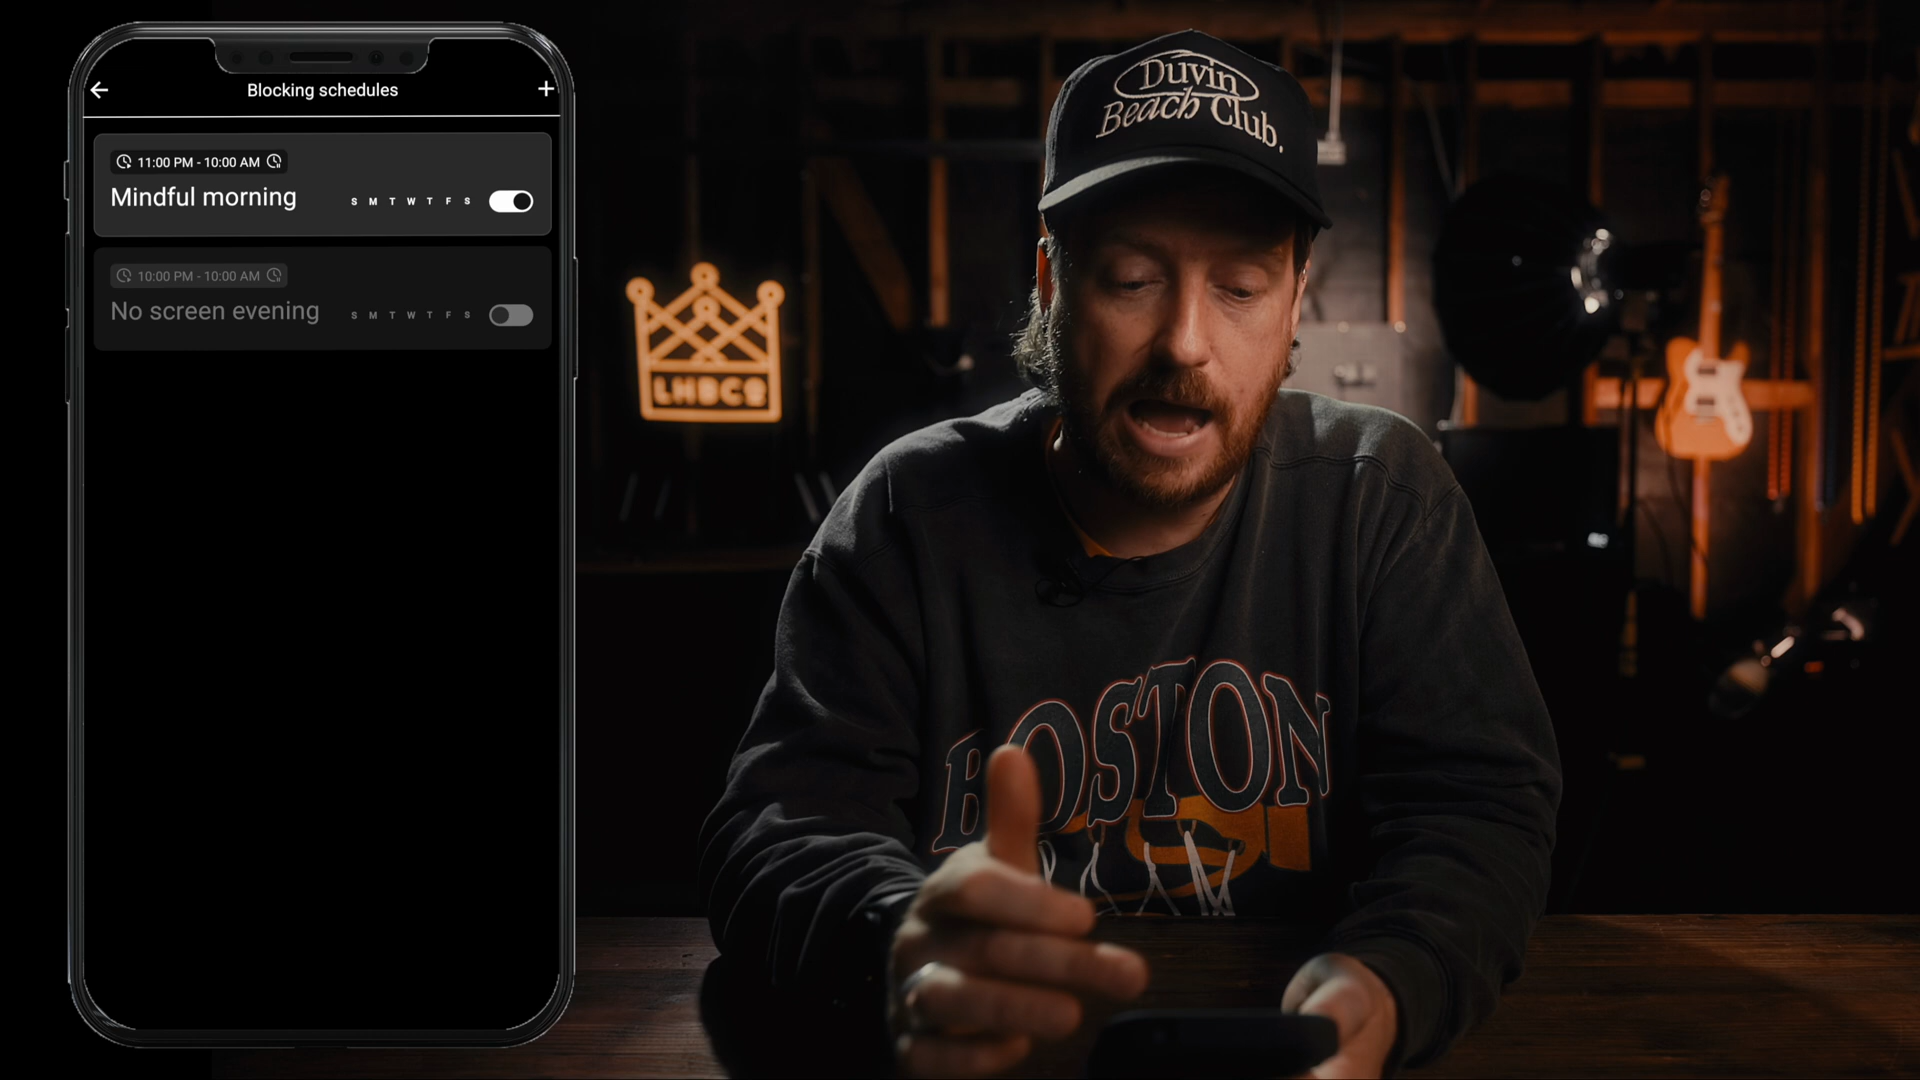 Blocking schedules
11:00 PM - 10:00 AM
Mindful morning
S M T W T F S
10:00 PM - 10:00 AM
No screen evening
S M T W T F S
Duvin
Beach Club.
LHBCO
BOSTON